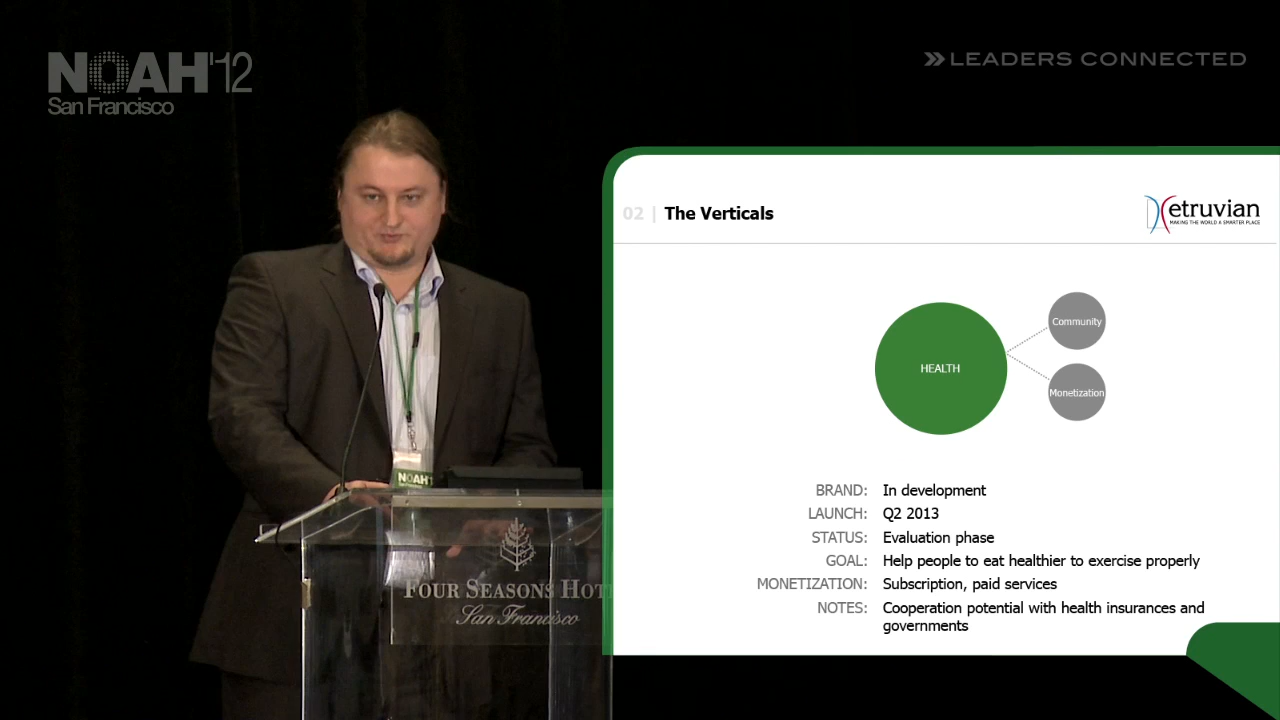 NOAH'12
San Francisco
LEADERS CONNECTED
02 | The Verticals
etruvian
MAKING THE WORLD A SMARTER PLACE
HEALTH
Community
Monetization
BRAND: In development
LAUNCH: Q2 2013
STATUS: Evaluation phase
GOAL: Help people to eat healthier to exercise properly
MONETIZATION: Subscription, paid services
NOTES: Cooperation potential with health insurances and
governments
NOAH'1
FOUR SEASONS HOT
San Francisco